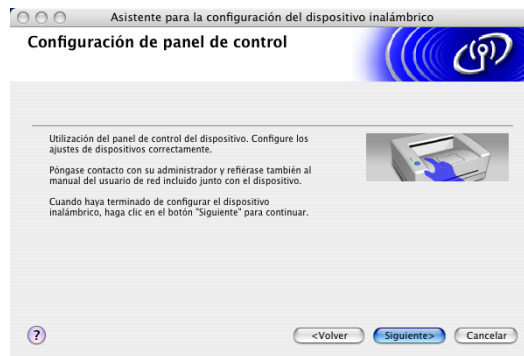 Asistente para la configuración del dispositivo inalámbrico
Configuración de panel de control
Utilización del panel de control del dispositivo. Configure los
ajustes de dispositivos correctamente.
Póngase contacto con su administrador y refiérase también al
manual del usuario de red incluido junto con el dispositivo.
Cuando haya terminado de configurar el dispositivo
inalámbrico, haga clic en el botón "Siguiente" para continuar.
?
<Volver
Siguiente>
Cancelar